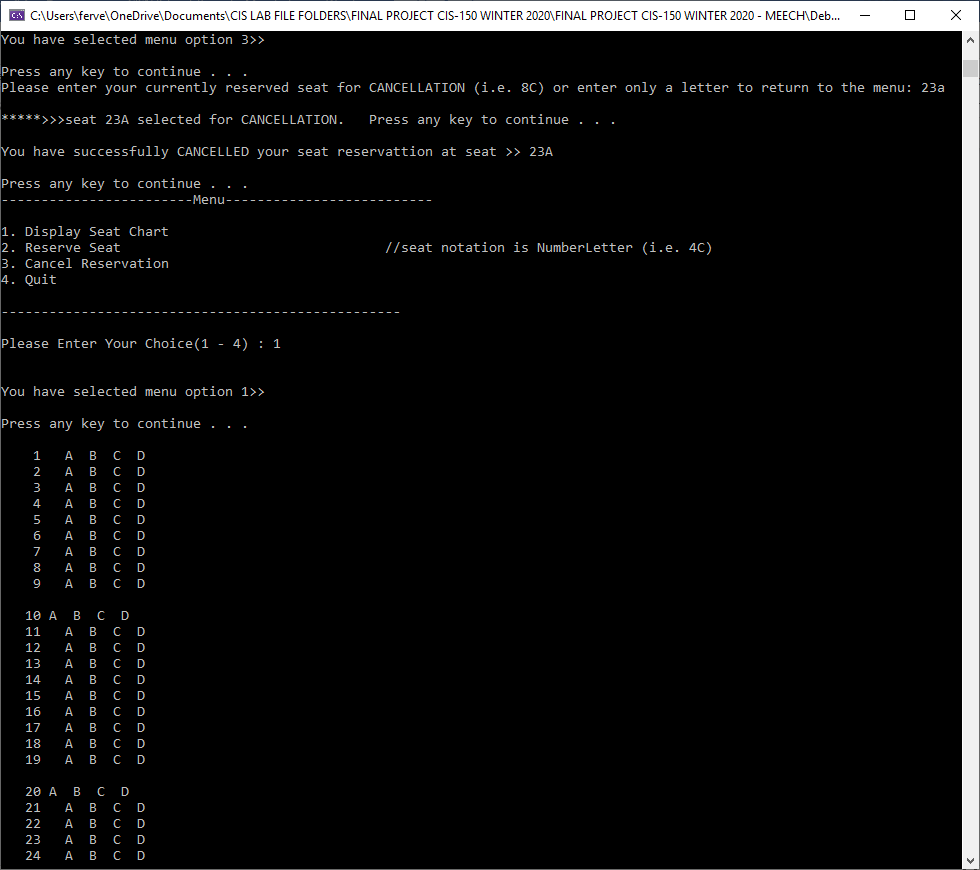 C:\Users\ferve\OneDrive\Documents\CIS LAB FILE FOLDERS\FINAL PROJECT CIS-150 WINTER 2020\FINAL PROJECT CIS-150 WINTER 2020 - MEECH\Deb...
You have selected menu option 3>>
Press any key to continue . . .
Please enter your currently reserved seat for CANCELLATION (i.e. 8C) or enter only a letter to return to the menu: 23a
*****>>>seat 23A selected for CANCELLATION.   Press any key to continue . . .
You have successfully CANCELLED your seat reservattion at seat >> 23A
Press any key to continue . . .
------------------------Menu--------------------------
1. Display Seat Chart
2. Reserve Seat                                 //seat notation is NumberLetter (i.e. 4C)
3. Cancel Reservation
4. Quit
--------------------------------------------------
Please Enter Your Choice(1 - 4) : 1
You have selected menu option 1>>
Press any key to continue . . .
    1   A  B  C  D
    2   A  B  C  D
    3   A  B  C  D
    4   A  B  C  D
    5   A  B  C  D
    6   A  B  C  D
    7   A  B  C  D
    8   A  B  C  D
    9   A  B  C  D
   10 A  B  C  D
   11   A  B  C  D
   12   A  B  C  D
   13   A  B  C  D
   14   A  B  C  D
   15   A  B  C  D
   16   A  B  C  D
   17   A  B  C  D
   18   A  B  C  D
   19   A  B  C  D
   20 A  B  C  D
   21   A  B  C  D
   22   A  B  C  D
   23   A  B  C  D
   24   A  B  C  D